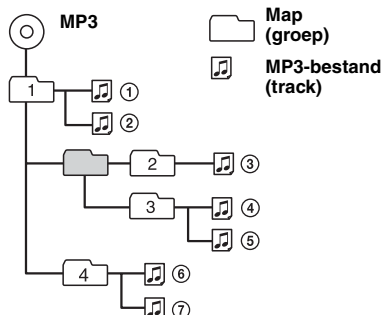 MP3
Map
(groep)
MP3-bestand
(track)
1
①
②
2
③
3
④
⑤
4
⑥
⑦